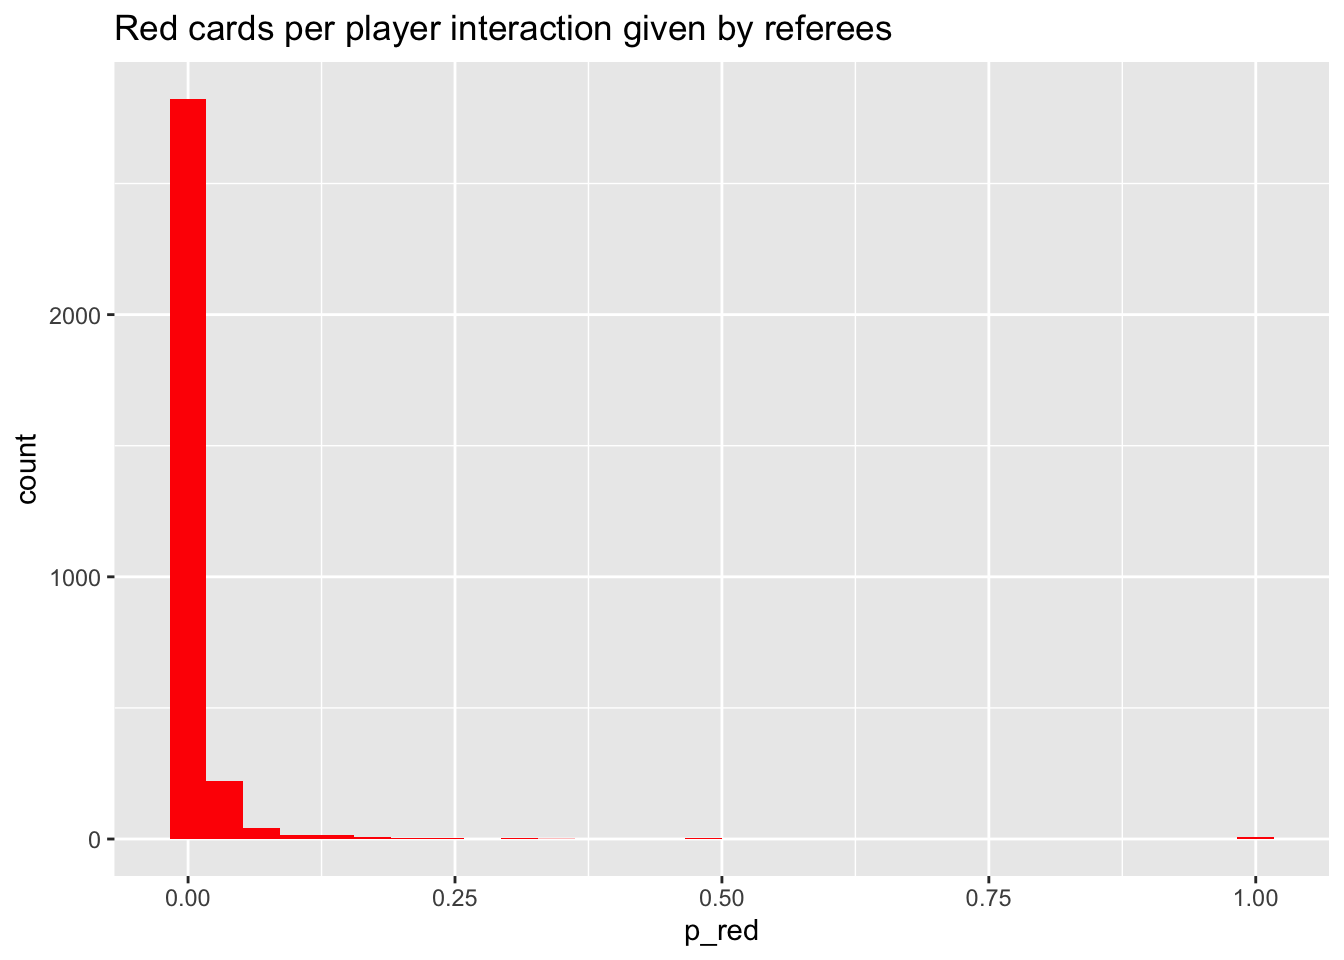 Red cards per player interaction given by referees
count
2000
1000
0
0.00 0.25 0.50 0.75 1.00
p_red